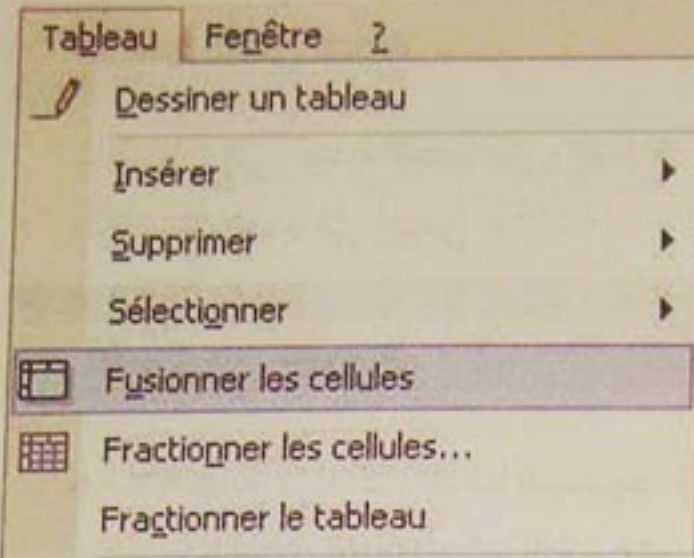 Tableau Fenêtre ?
Dessiner un tableau
Insérer
Supprimer
Sélectionner
Fusionner les cellules
Fractionner les cellules...
Fractionner le tableau